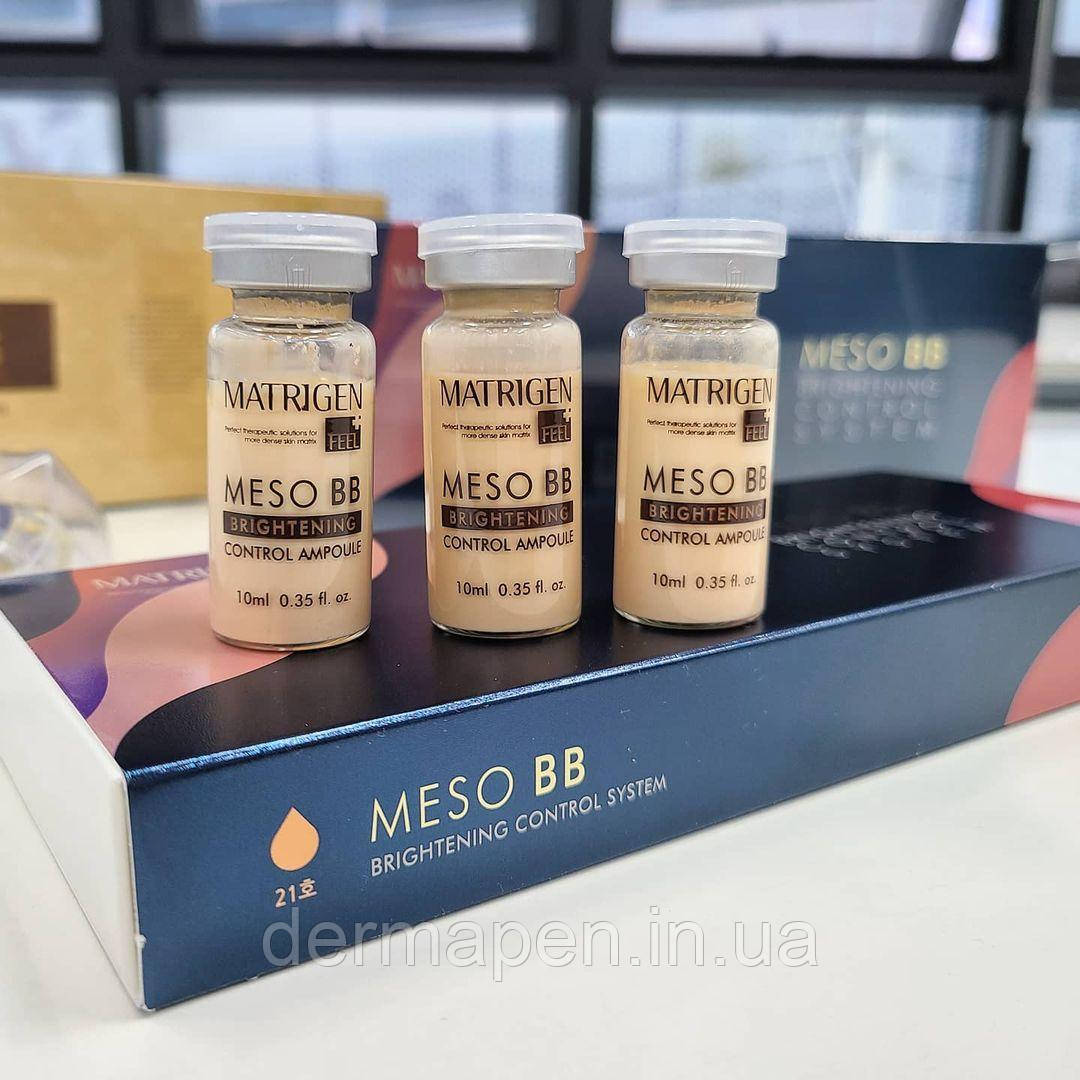 MATRIGEN
Perfect therapeutic solutions for
more dense skin matrix
FEEL
MESO BB
BRIGHTENING
CONTROL AMPOULE
10ml 0.35 fl. oz.
MATRIGEN
Perfect therapeutic solutions for
more dense skin matrix
FEEL
MESO BB
BRIGHTENING
CONTROL AMPOULE
10ml 0.35 fl. oz.
MATRIGEN
Perfect therapeutic solutions for
more dense skin matrix
FEEL
MESO BB
BRIGHTENING
CONTROL AMPOULE
10ml 0.35 fl. oz.
MESO BB
BRIGHTENING
CONTROL
SYSTEM
MATRIG
MESO BB
BRIGHTENING CONTROL SYSTEM
21호
dermapen.in.ua